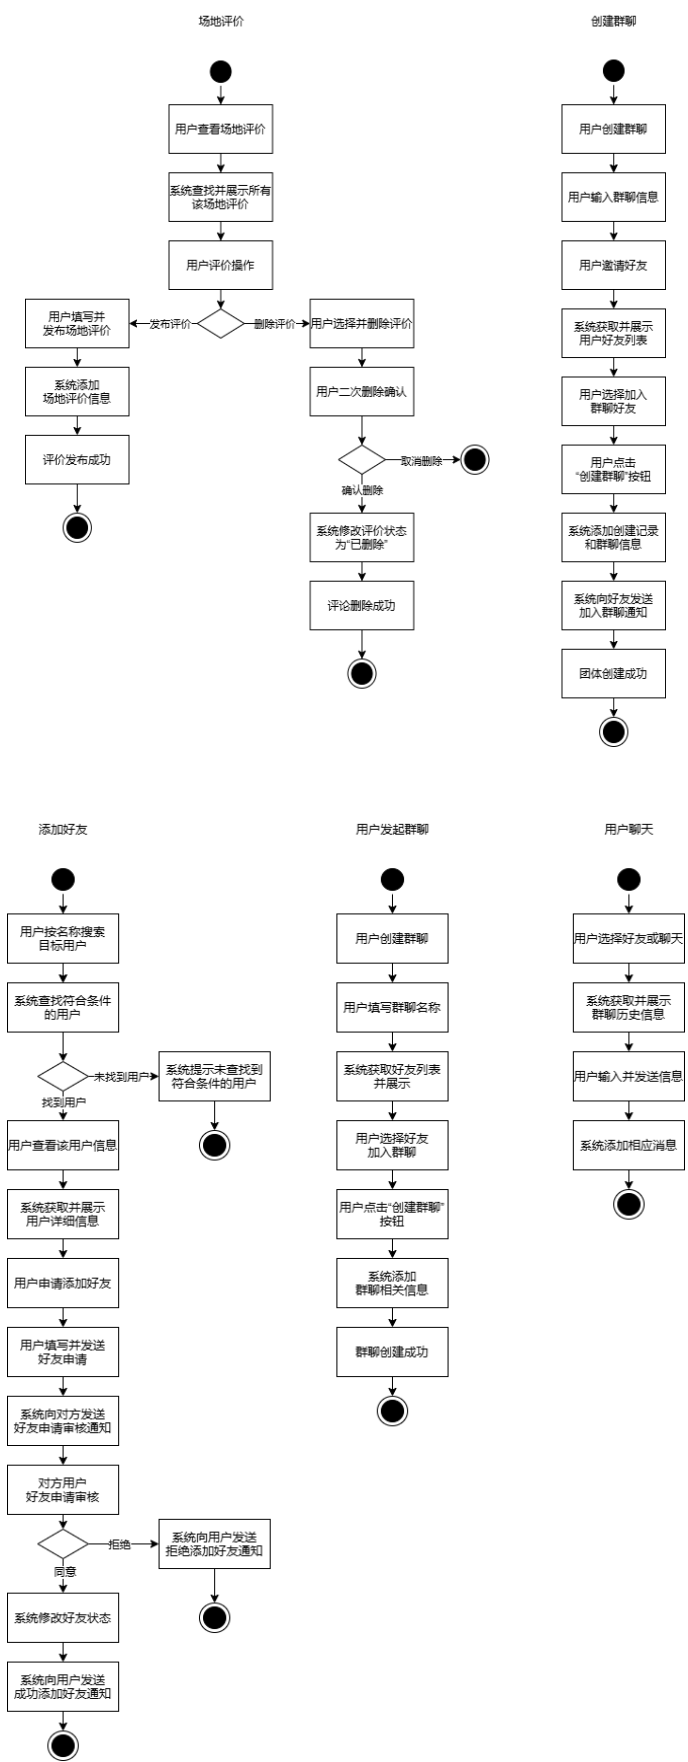 场地评价
用户查看场地评价
系统查找并展示所有
该场地评价
用户评价操作
发布评价
删除评价
用户填写并
发布场地评价
系统添加
场地评价信息
评价发布成功
用户选择并删除评价
用户二次删除确认
取消删除
确认删除
系统修改评价状态
为“已删除”
评论删除成功
创建群聊
用户创建群聊
用户输入群聊信息
用户邀请好友
系统获取并展示
用户好友列表
用户选择加入
群聊好友
用户点击
“创建群聊”按钮
系统添加创建记录
和群聊信息
系统向好友发送
加入群聊通知
团体创建成功
添加好友
用户按名称搜索
目标用户
系统查找符合条件
的用户
未找到用户
系统提示未查找到
符合条件的用户
找到用户
用户查看该用户信息
系统获取并展示
用户详细信息
用户申请添加好友
用户填写并发送
好友申请
系统向对方发送
好友申请审核通知
对方用户
好友申请审核
拒绝
系统向用户发送
拒绝添加好友通知
同意
系统修改好友状态
系统向用户发送
成功添加好友通知
用户发起群聊
用户创建群聊
用户填写群聊名称
系统获取好友列表
并展示
用户选择好友
加入群聊
用户点击“创建群聊”
按钮
系统添加
群聊相关信息
群聊创建成功
用户聊天
用户选择好友或聊天
系统获取并展示
群聊历史信息
用户输入并发送信息
系统添加相应消息